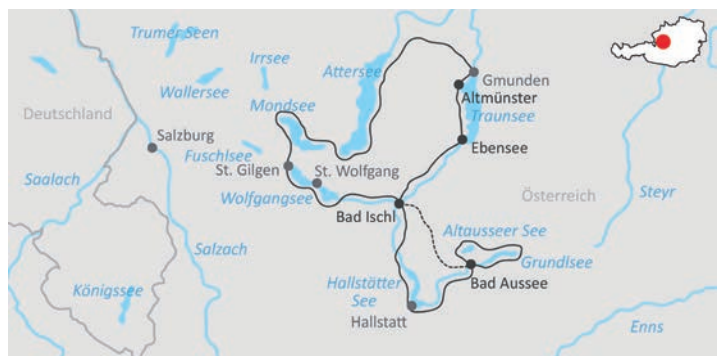 Trumer Seen
Irrsee
Attersee
Wallersee
Gmunden
Deutschland
Mondsee
Altmünster
Traunsee
Salzburg
Fuschlsee
Ebensee
St. Gilgen
St. Wolfgang
Saalach
Wolfgangsee
Österreich
Steyr
Bad Ischl
Altausseer See
Salzach
Grundlsee
Königssee
Hallstätter
See
Bad Aussee
Hallstatt
Enns